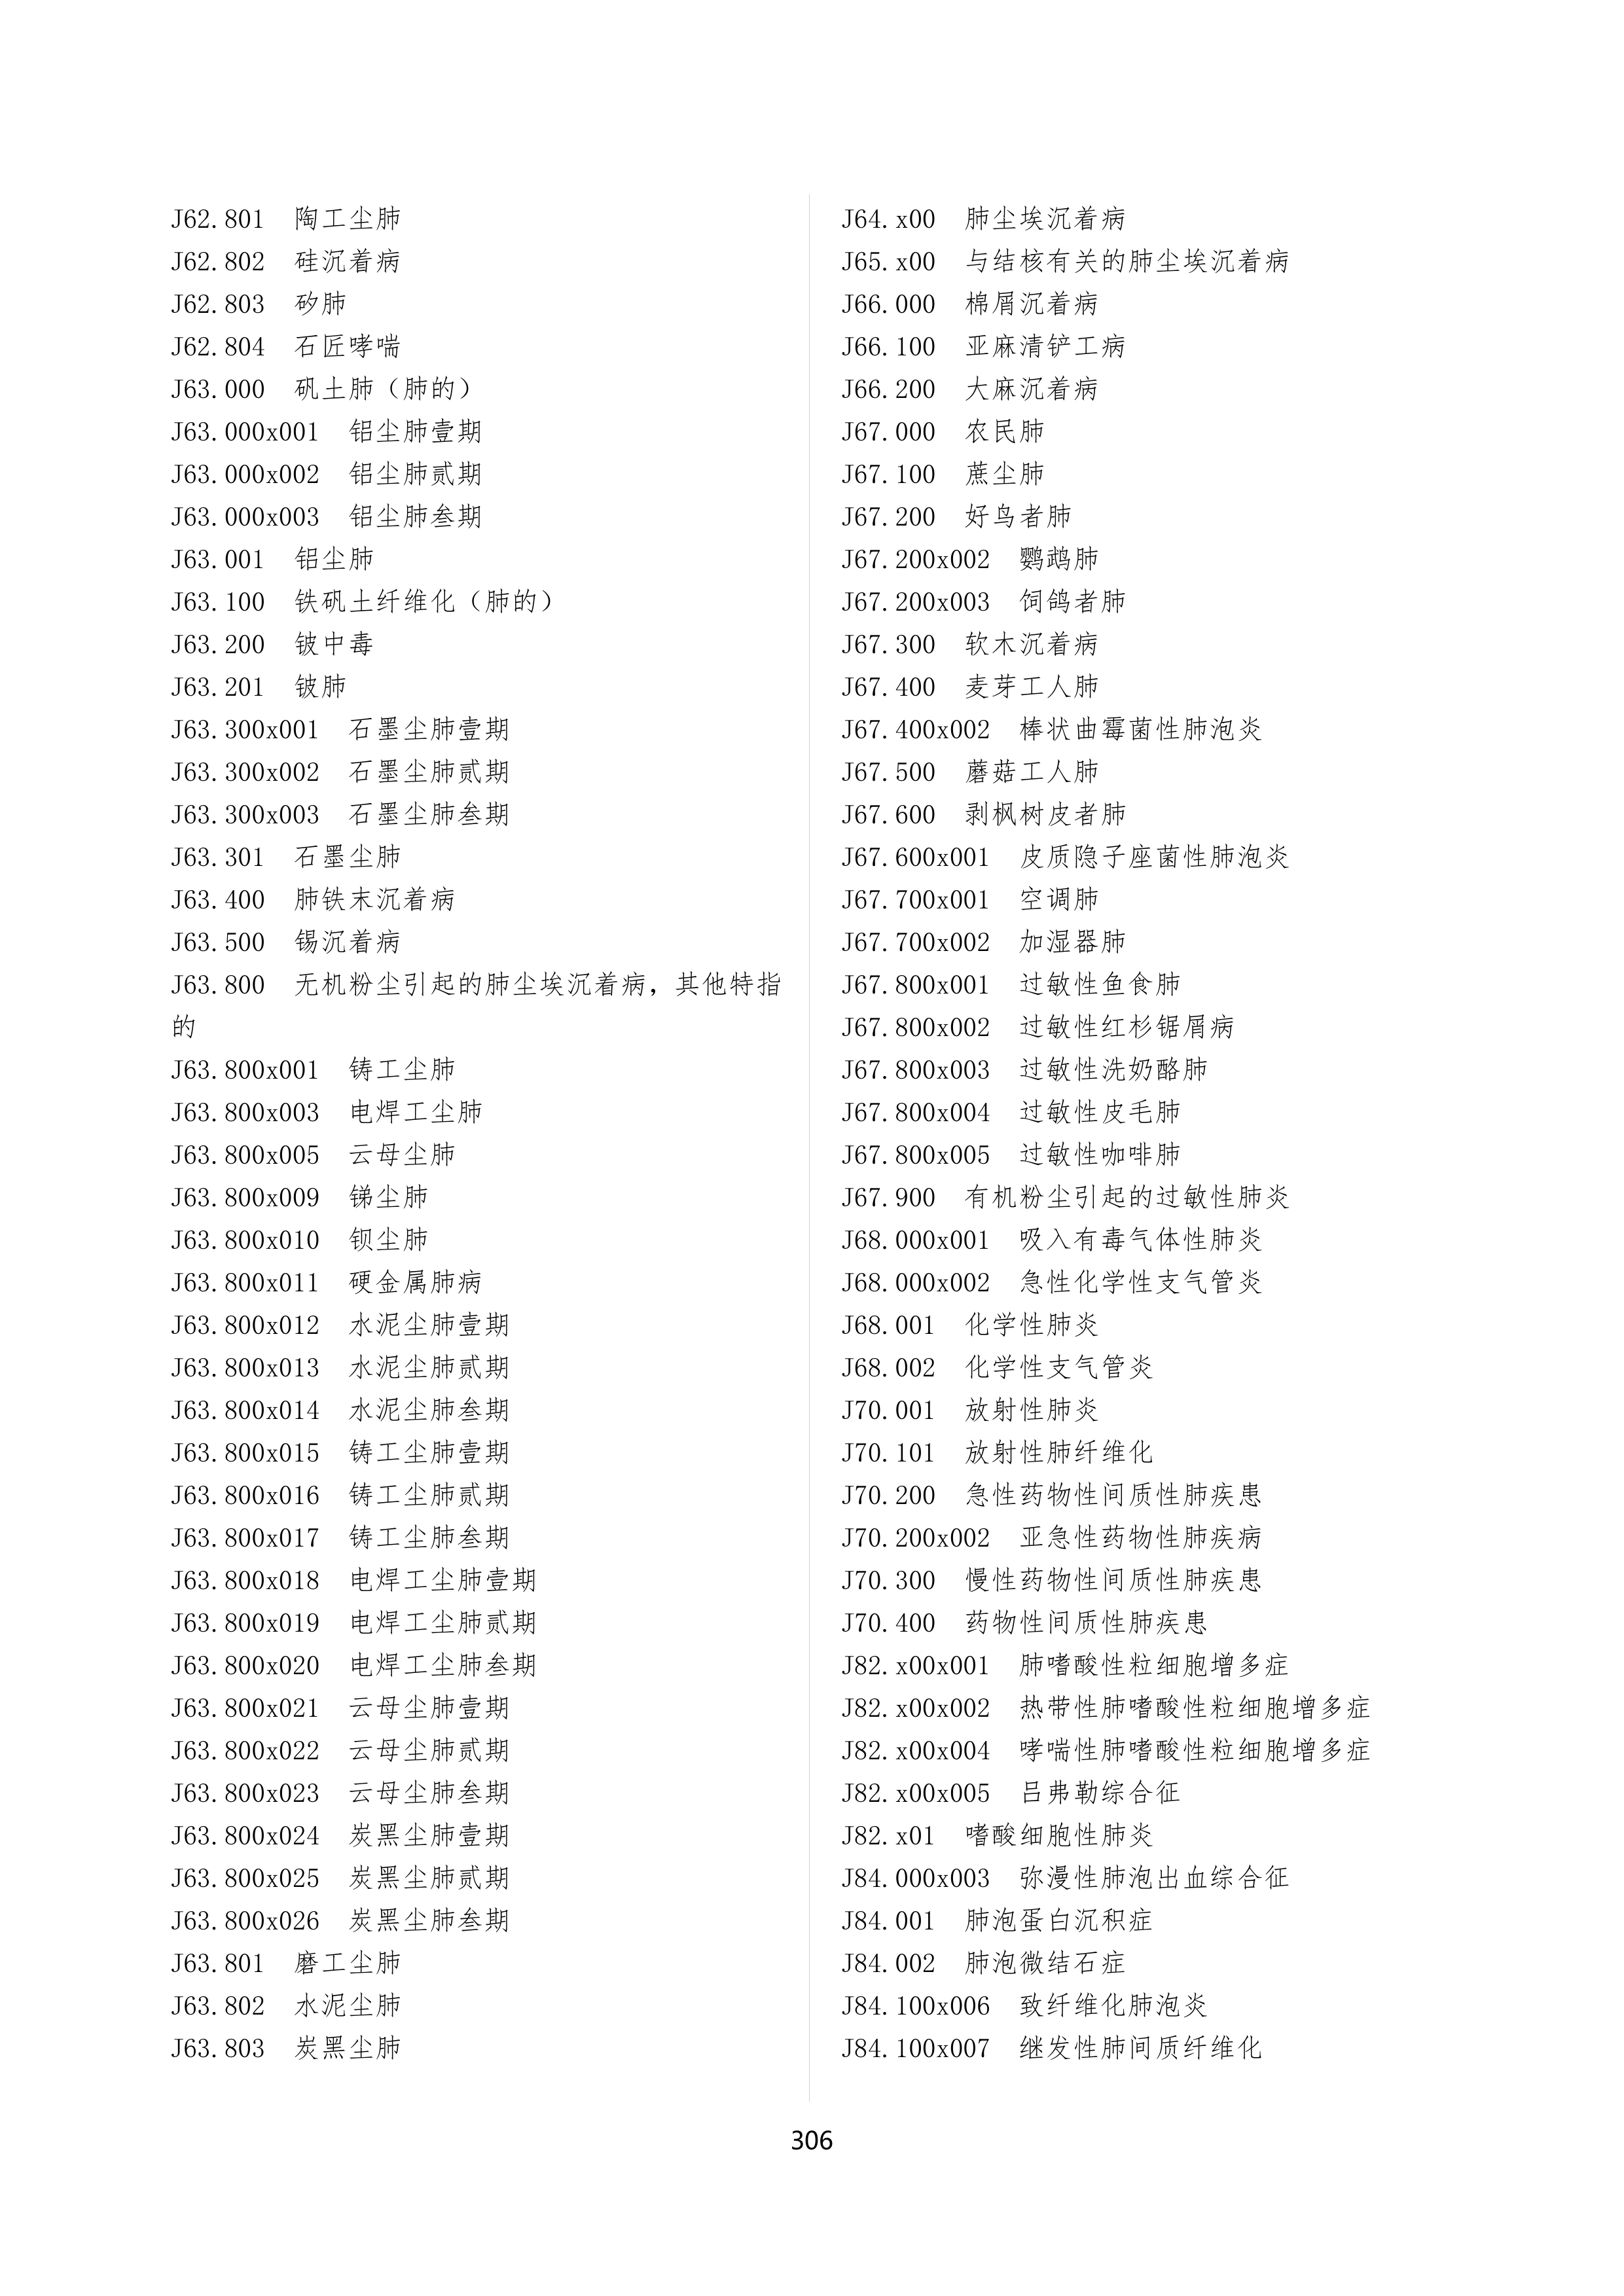 J62.801 陶工尘肺
J62.802 硅沉着病
J62.803 矽肺
J62.804 石匠哮喘
J63.000 矾土肺（肺的）
J63.000x001 铝尘肺壹期
J63.000x002 铝尘肺贰期
J63.000x003 铝尘肺叁期
J63.001 铝尘肺
J63.100 铁矾土纤维化（肺的）
J63.200 铍中毒
J63.201 铍肺
J63.300x001 石墨尘肺壹期
J63.300x002 石墨尘肺贰期
J63.300x003 石墨尘肺叁期
J63.301 石墨尘肺
J63.400 肺铁末沉着病
J63.500 锡沉着病
J63.800 无机粉尘引起的肺尘埃沉着病，其他特指
的
J63.800x001 铸工尘肺
J63.800x003 电焊工尘肺
J63.800x005 云母尘肺
J63.800x009 锑尘肺
J63.800x010 钡尘肺
J63.800x011 硬金属肺病
J63.800x012 水泥尘肺壹期
J63.800x013 水泥尘肺贰期
J63.800x014 水泥尘肺叁期
J63.800x015 铸工尘肺壹期
J63.800x016 铸工尘肺贰期
J63.800x017 铸工尘肺叁期
J63.800x018 电焊工尘肺壹期
J63.800x019 电焊工尘肺贰期
J63.800x020 电焊工尘肺叁期
J63.800x021 云母尘肺壹期
J63.800x022 云母尘肺贰期
J63.800x023 云母尘肺叁期
J63.800x024 炭黑尘肺壹期
J63.800x025 炭黑尘肺贰期
J63.800x026 炭黑尘肺叁期
J63.801 磨工尘肺
J63.802 水泥尘肺
J63.803 炭黑尘肺
J64.x00 肺尘埃沉着病
J65.x00 与结核有关的肺尘埃沉着病
J66.000 棉屑沉着病
J66.100 亚麻清铲工病
J66.200 大麻沉着病
J67.000 农民肺
J67.100 蔗尘肺
J67.200 好鸟者肺
J67.200x002 鹦鹉肺
J67.200x003 饲鸽者肺
J67.300 软木沉着病
J67.400 麦芽工人肺
J67.400x002 棒状曲霉菌性肺泡炎
J67.500 蘑菇工人肺
J67.600 剥枫树皮者肺
J67.600x001 皮质隐子座菌性肺泡炎
J67.700x001 空调肺
J67.700x002 加湿器肺
J67.800x001 过敏性鱼食肺
J67.800x002 过敏性红杉锯屑病
J67.800x003 过敏性洗奶酪肺
J67.800x004 过敏性皮毛肺
J67.800x005 过敏性咖啡肺
J67.900 有机粉尘引起的过敏性肺炎
J68.000x001 吸入有毒气体性肺炎
J68.000x002 急性化学性支气管炎
J68.001 化学性肺炎
J68.002 化学性支气管炎
J70.001 放射性肺炎
J70.101 放射性肺纤维化
J70.200 急性药物性间质性肺疾患
J70.200x002 亚急性药物性肺疾病
J70.300 慢性药物性间质性肺疾患
J70.400 药物性间质性肺疾患
J82.x00x001 肺嗜酸性粒细胞增多症
J82.x00x002 热带性肺嗜酸性粒细胞增多症
J82.x00x004 哮喘性肺嗜酸性粒细胞增多症
J82.x00x005 吕弗勒综合征
J82.x01 嗜酸细胞性肺炎
J84.000x003 弥漫性肺泡出血综合征
J84.001 肺泡蛋白沉积症
J84.002 肺泡微结石症
J84.100x006 致纤维化肺泡炎
J84.100x007 继发性肺间质纤维化
306